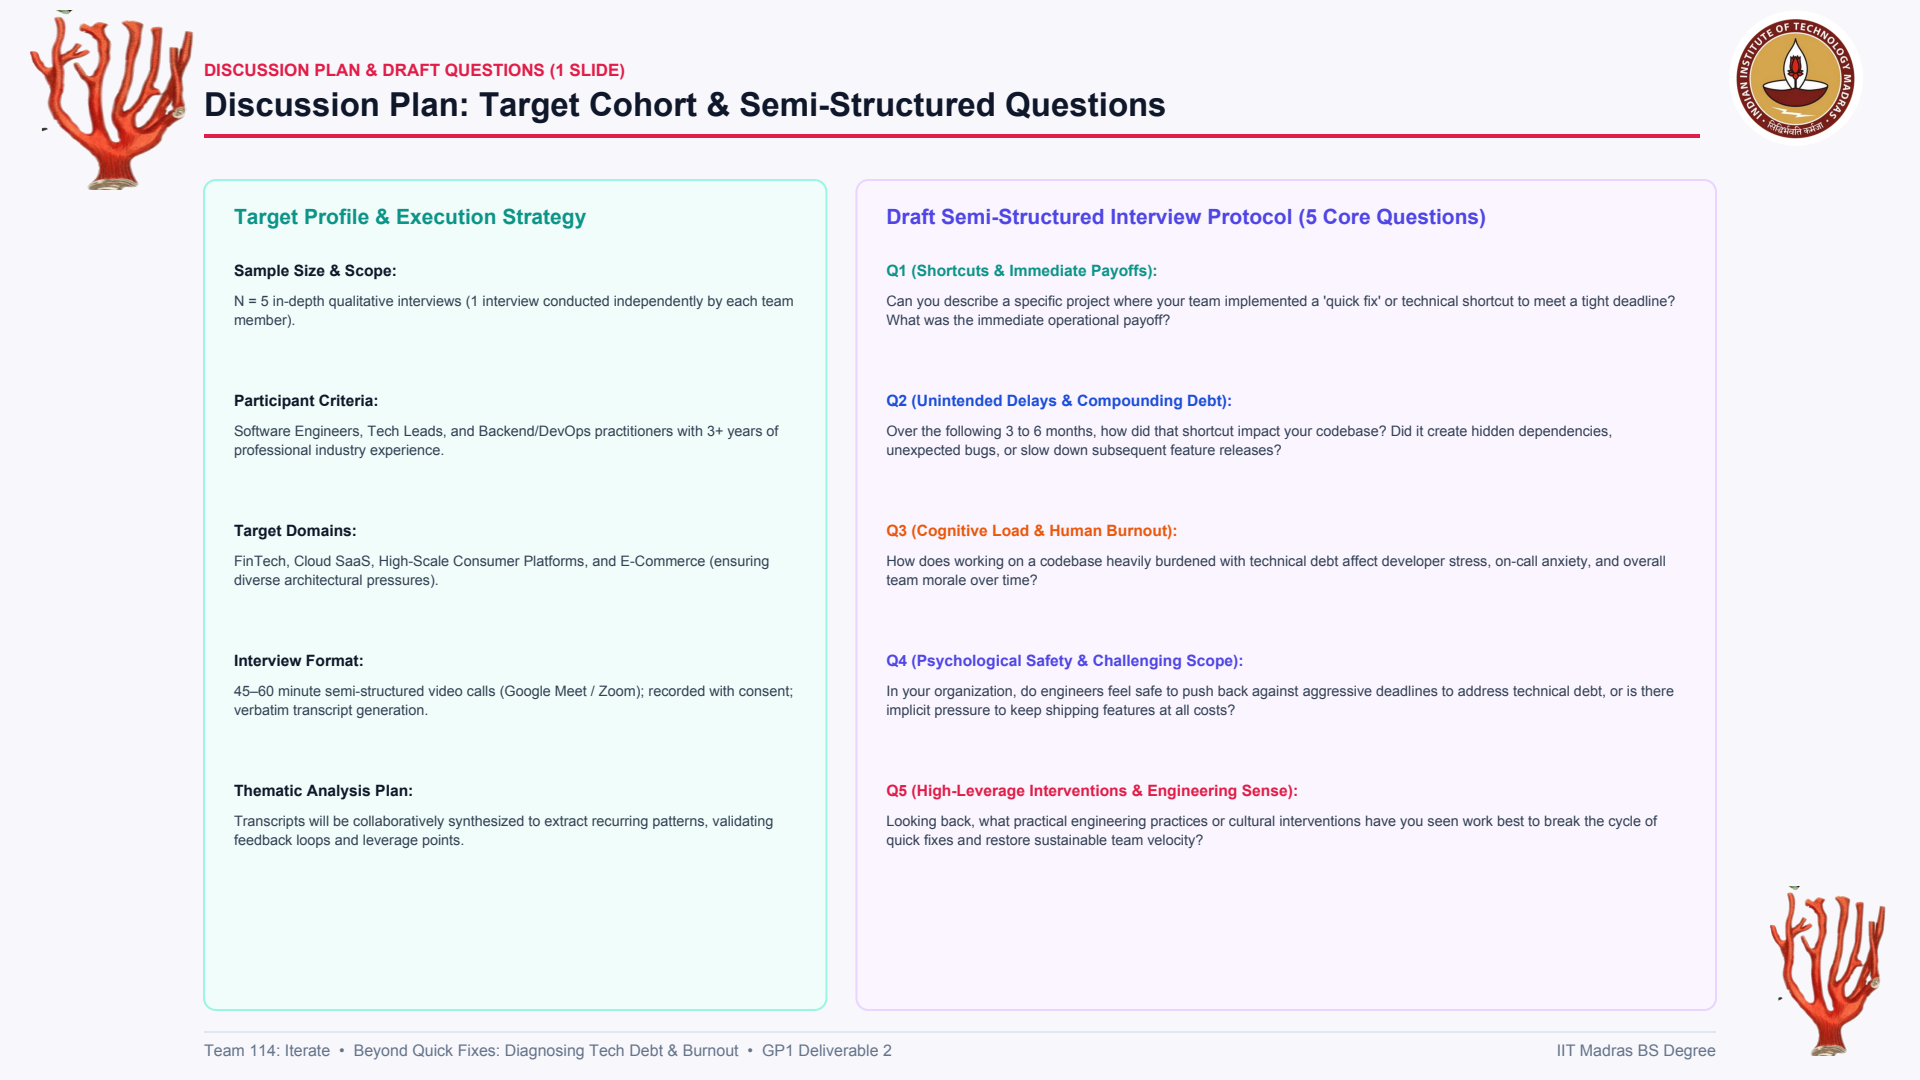 DISCUSSION PLAN & DRAFT QUESTIONS (1 SLIDE)
Discussion Plan: Target Cohort & Semi-Structured Questions
INDIAN INSTITUTE OF TECHNOLOGY MADRAS
सिद्धिर्भवति कर्मजा
Target Profile & Execution Strategy
Sample Size & Scope:
N = 5 in-depth qualitative interviews (1 interview conducted independently by each team
member).
Participant Criteria:
Software Engineers, Tech Leads, and Backend/DevOps practitioners with 3+ years of
professional industry experience.
Target Domains:
FinTech, Cloud SaaS, High-Scale Consumer Platforms, and E-Commerce (ensuring
diverse architectural pressures).
Interview Format:
45–60 minute semi-structured video calls (Google Meet / Zoom); recorded with consent;
verbatim transcript generation.
Thematic Analysis Plan:
Transcripts will be collaboratively synthesized to extract recurring patterns, validating
feedback loops and leverage points.
Draft Semi-Structured Interview Protocol (5 Core Questions)
Q1 (Shortcuts & Immediate Payoffs):
Can you describe a specific project where your team implemented a 'quick fix' or technical shortcut to meet a tight deadline?
What was the immediate operational payoff?
Q2 (Unintended Delays & Compounding Debt):
Over the following 3 to 6 months, how did that shortcut impact your codebase? Did it create hidden dependencies,
unexpected bugs, or slow down subsequent feature releases?
Q3 (Cognitive Load & Human Burnout):
How does working on a codebase heavily burdened with technical debt affect developer stress, on-call anxiety, and overall
team morale over time?
Q4 (Psychological Safety & Challenging Scope):
In your organization, do engineers feel safe to push back against aggressive deadlines to address technical debt, or is there
implicit pressure to keep shipping features at all costs?
Q5 (High-Leverage Interventions & Engineering Sense):
Looking back, what practical engineering practices or cultural interventions have you seen work best to break the cycle of
quick fixes and restore sustainable team velocity?
Team 114: Iterate • Beyond Quick Fixes: Diagnosing Tech Debt & Burnout • GP1 Deliverable 2
IIT Madras BS Degree